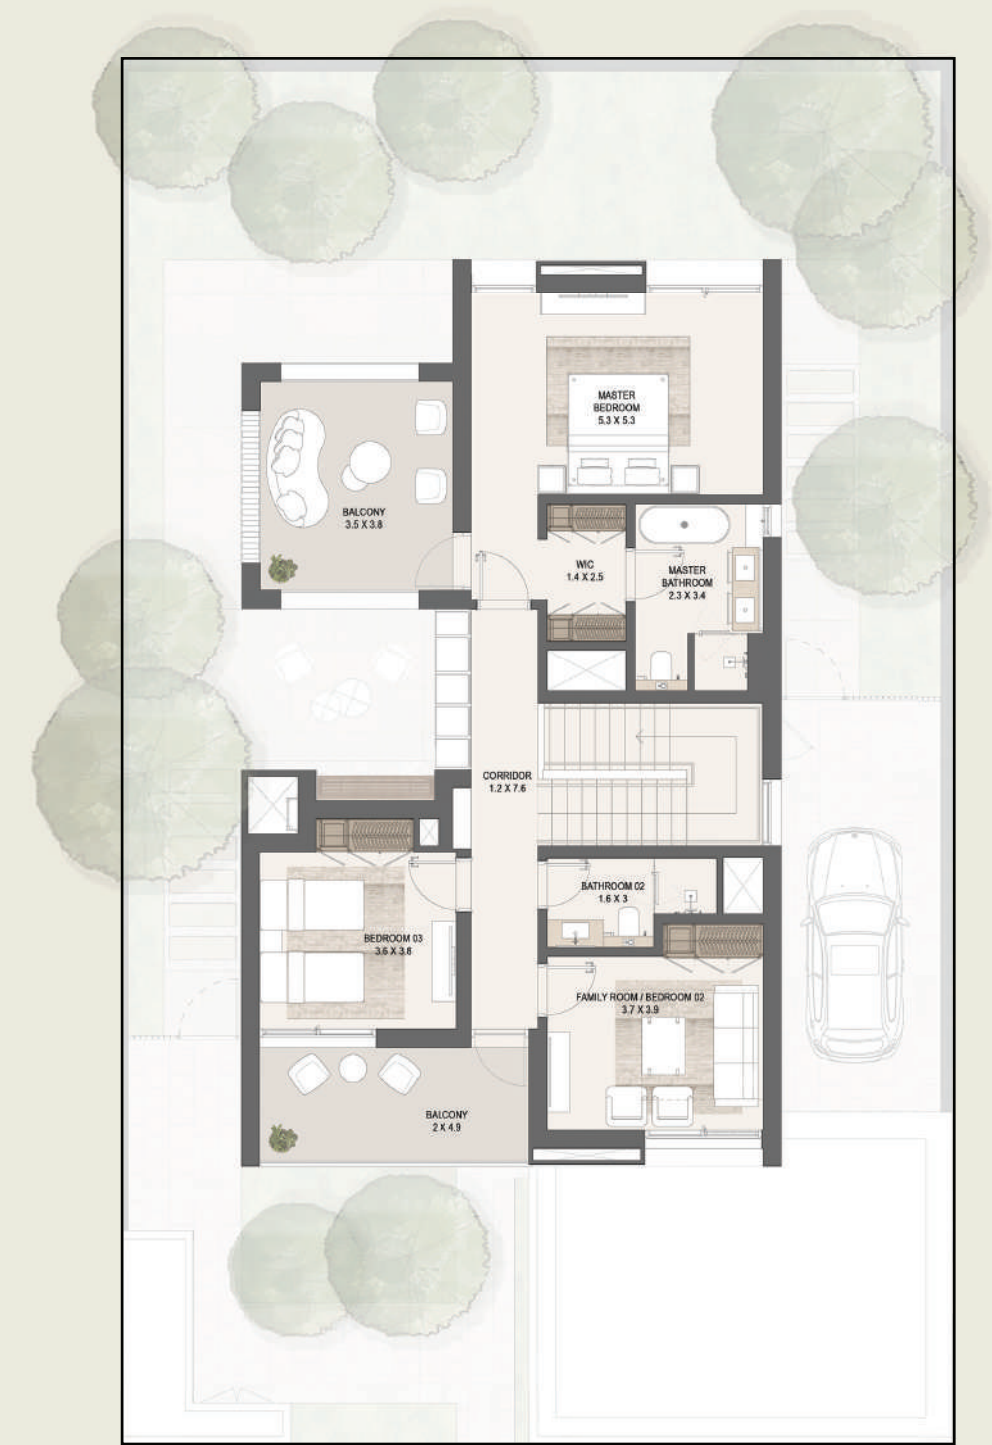 MASTER
BEDROOM
5.3 X 5.3
BALCONY
3.5 X 3.8
WIC
1.4 X 2.5
MASTER
BATHROOM
2.3 X 3.4
CORRIDOR
1.2 X 7.6
BATHROOM 02
1.6 X 3
BEDROOM 03
3.6 X 3.8
FAMILY ROOM / BEDROOM 02
3.7 X 3.9
BALCONY
2 X 4.9